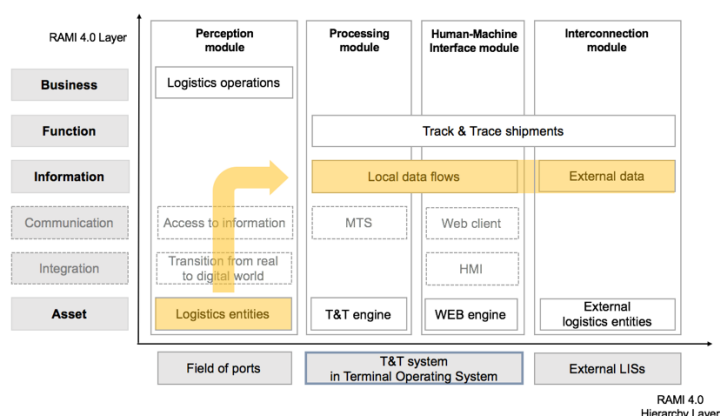 RAMI 4.0 Layer
Perception
module
Processing
module
Human-Machine
Interface module
Interconnection
module
Business
Logistics operations
Function
Track & Trace shipments
Information
Local data flows
External data
Communication
Access to information
MTS
Web client
Integration
Transition from real
to digital world
HMI
Asset
Logistics entities
T&T engine
WEB engine
External
logistics entities
Field of ports
T&T system
in Terminal Operating System
External LISs
RAMI 4.0
Hierarchy Layer